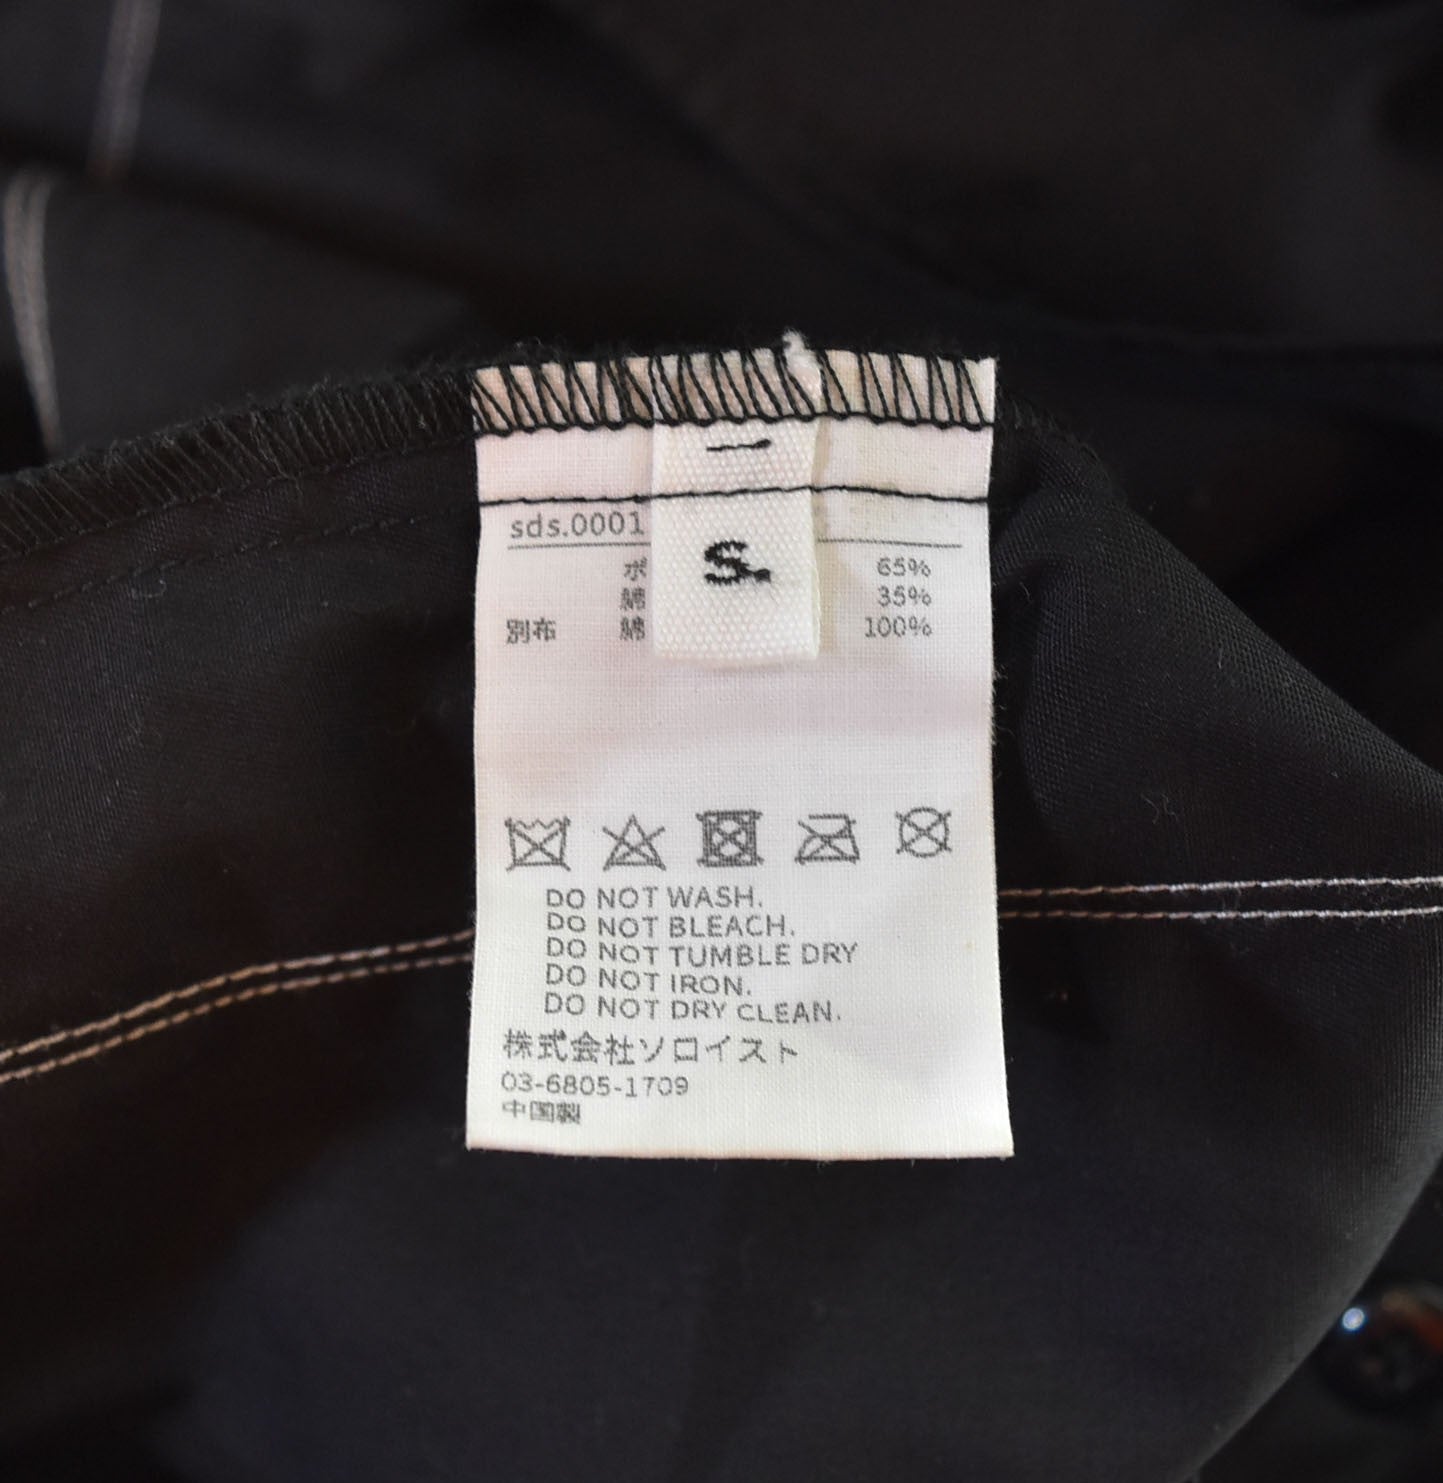 S.
sds.0001
ポ 65%
綿 35%
別布 綿 100%
DO NOT WASH.
DO NOT BLEACH.
DO NOT TUMBLE DRY
DO NOT IRON.
DO NOT DRY CLEAN.
株式会社ソロイスト
03-6805-1709
中国製